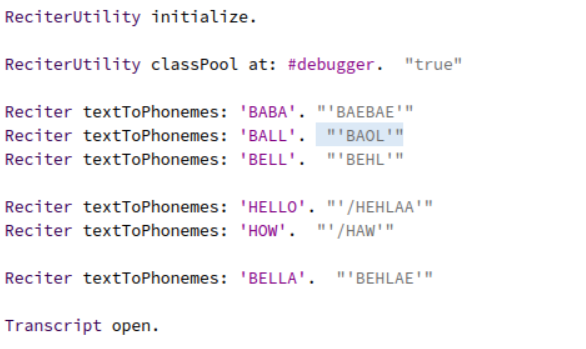 ReciterUtility initialize.
ReciterUtility classPool at: #debugger.  "true"
Reciter textToPhonemes: 'BABA'. "'BAEBAE'"
Reciter textToPhonemes: 'BALL'.  "'BAOL'"
Reciter textToPhonemes: 'BELL'.  "'BEHL'"
Reciter textToPhonemes: 'HELLO'. "'/HEHLAA'"
Reciter textToPhonemes: 'HOW'.  "'/HAW'"
Reciter textToPhonemes: 'BELLA'.  "'BEHLAE'"
Transcript open.